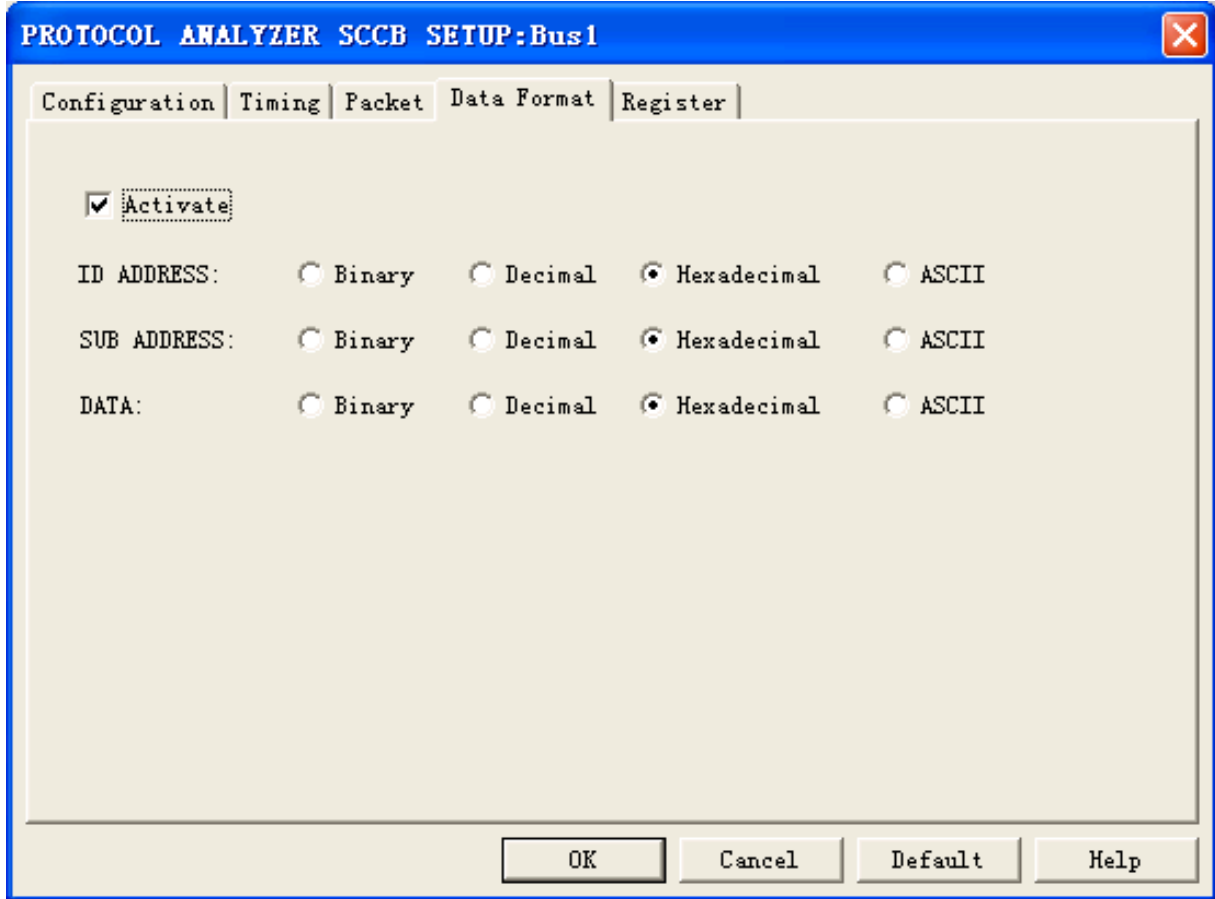 PROTOCOL ANALYZER SCCB SETUP:Bus1
Configuration Timing Packet Data Format Register
Activate
ID ADDRESS: Binary Decimal Hexadecimal ASCII
SUB ADDRESS: Binary Decimal Hexadecimal ASCII
DATA: Binary Decimal Hexadecimal ASCII
OK Cancel Default Help